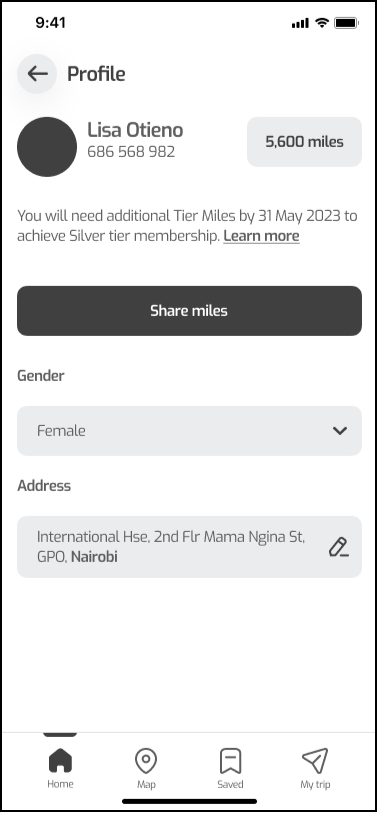 9:41
Profile
Lisa Otieno
686 568 982
5,600 miles
You will need additional Tier Miles by 31 May 2023 to
achieve Silver tier membership. Learn more
Share miles
Gender
Female
Address
International Hse, 2nd Flr Mama Ngina St,
GPO, Nairobi
Home
Map
Saved
My trip